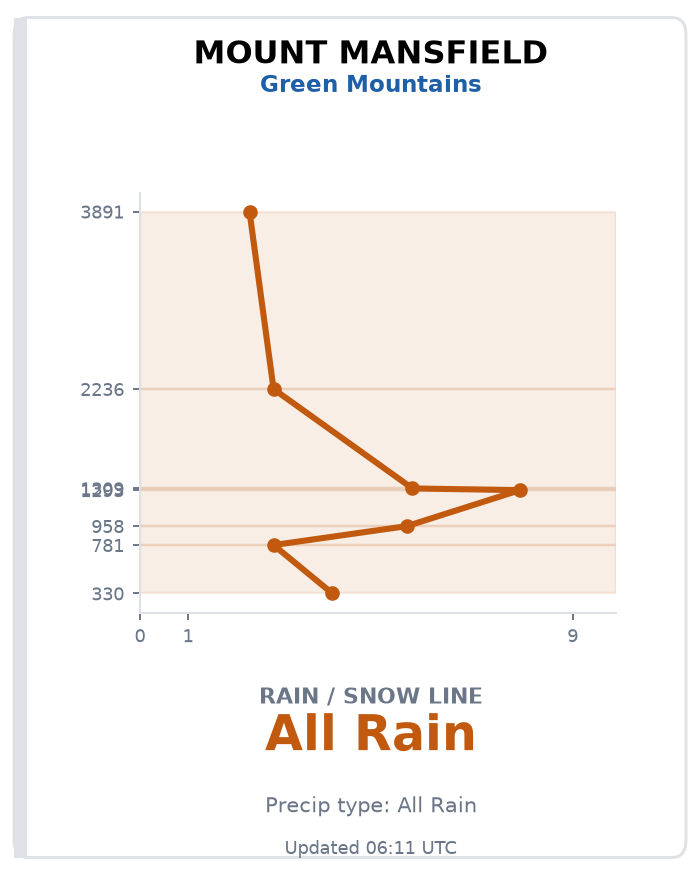 MOUNT MANSFIELD
Green Mountains
3891
2236
958
781
330
0 1 9
RAIN / SNOW LINE
All Rain
Precip type: All Rain
Updated 06:11 UTC